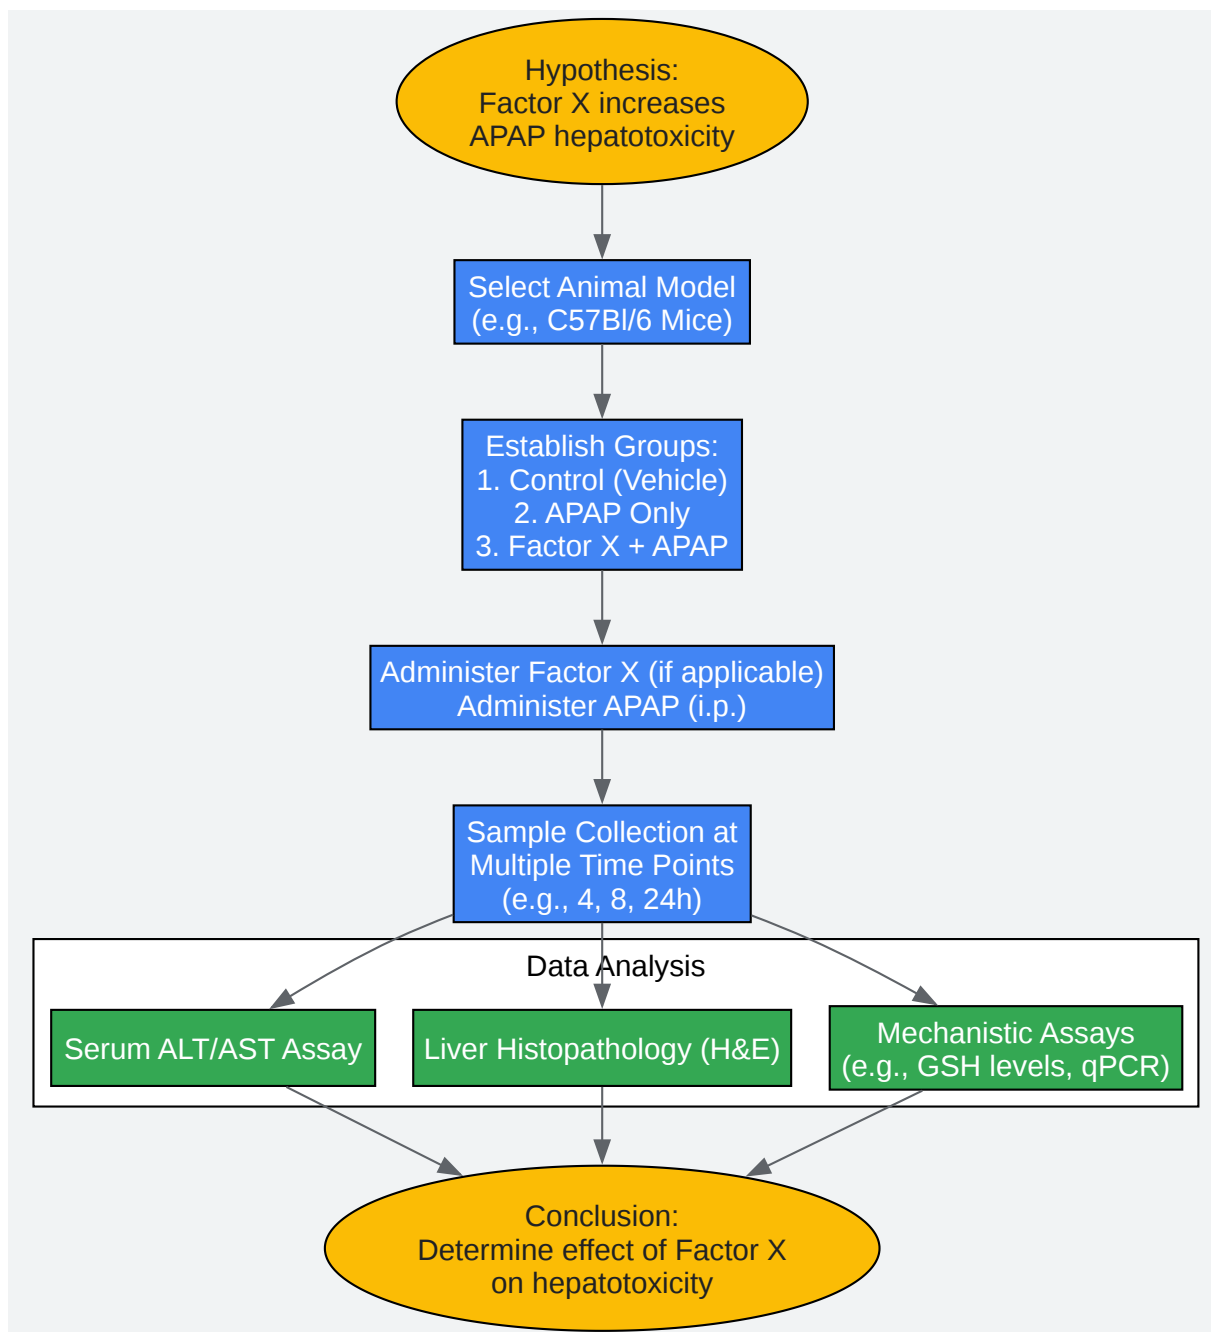 Hypothesis:
Factor X increases
APAP hepatotoxicity
Select Animal Model
(e.g., C57Bl/6 Mice)
Establish Groups:
1. Control (Vehicle)
2. APAP Only
3. Factor X + APAP
Administer Factor X (if applicable)
Administer APAP (i.p.)
Sample Collection at
Multiple Time Points
(e.g., 4, 8, 24h)
Data Analysis
Serum ALT/AST Assay
Liver Histopathology (H&E)
Mechanistic Assays
(e.g., GSH levels, qPCR)
Conclusion:
Determine effect of Factor X
on hepatotoxicity